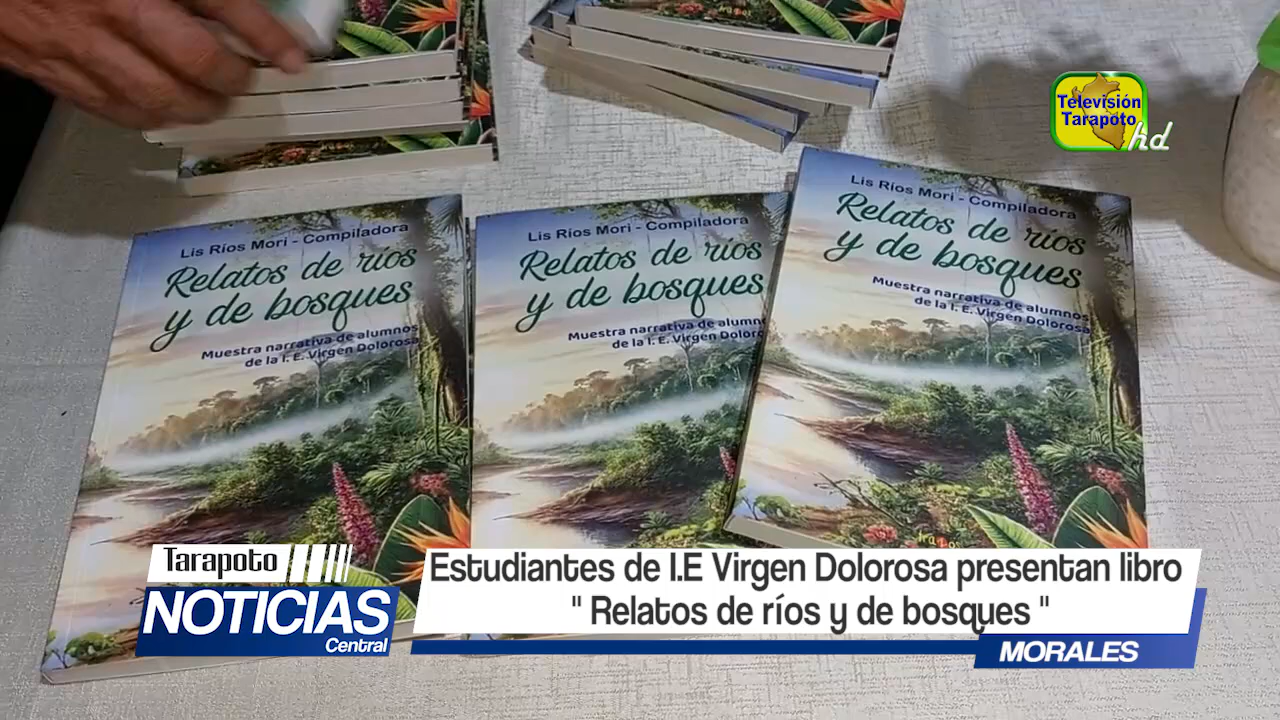 Televisión
Tarapoto
hd
Lis Ríos Mori - Compiladora
Relatos de ríos
y de bosques
Muestra narrativa de alumnos
de la I. E. Virgen Dolorosa
Lis Ríos Mori - Compiladora
Relatos de ríos
y de bosques
Muestra narrativa de
de la I. E. Virgen
Lis Ríos Mori - Compiladora
Relatos de ríos
y de bosques
Muestra narrativa de alumnos
de la I. E. Virgen Dolorosa
Tarapoto
NOTICIAS
Central
Estudiantes de I.E Virgen Dolorosa presentan libro
" Relatos de ríos y de bosques "
MORALES